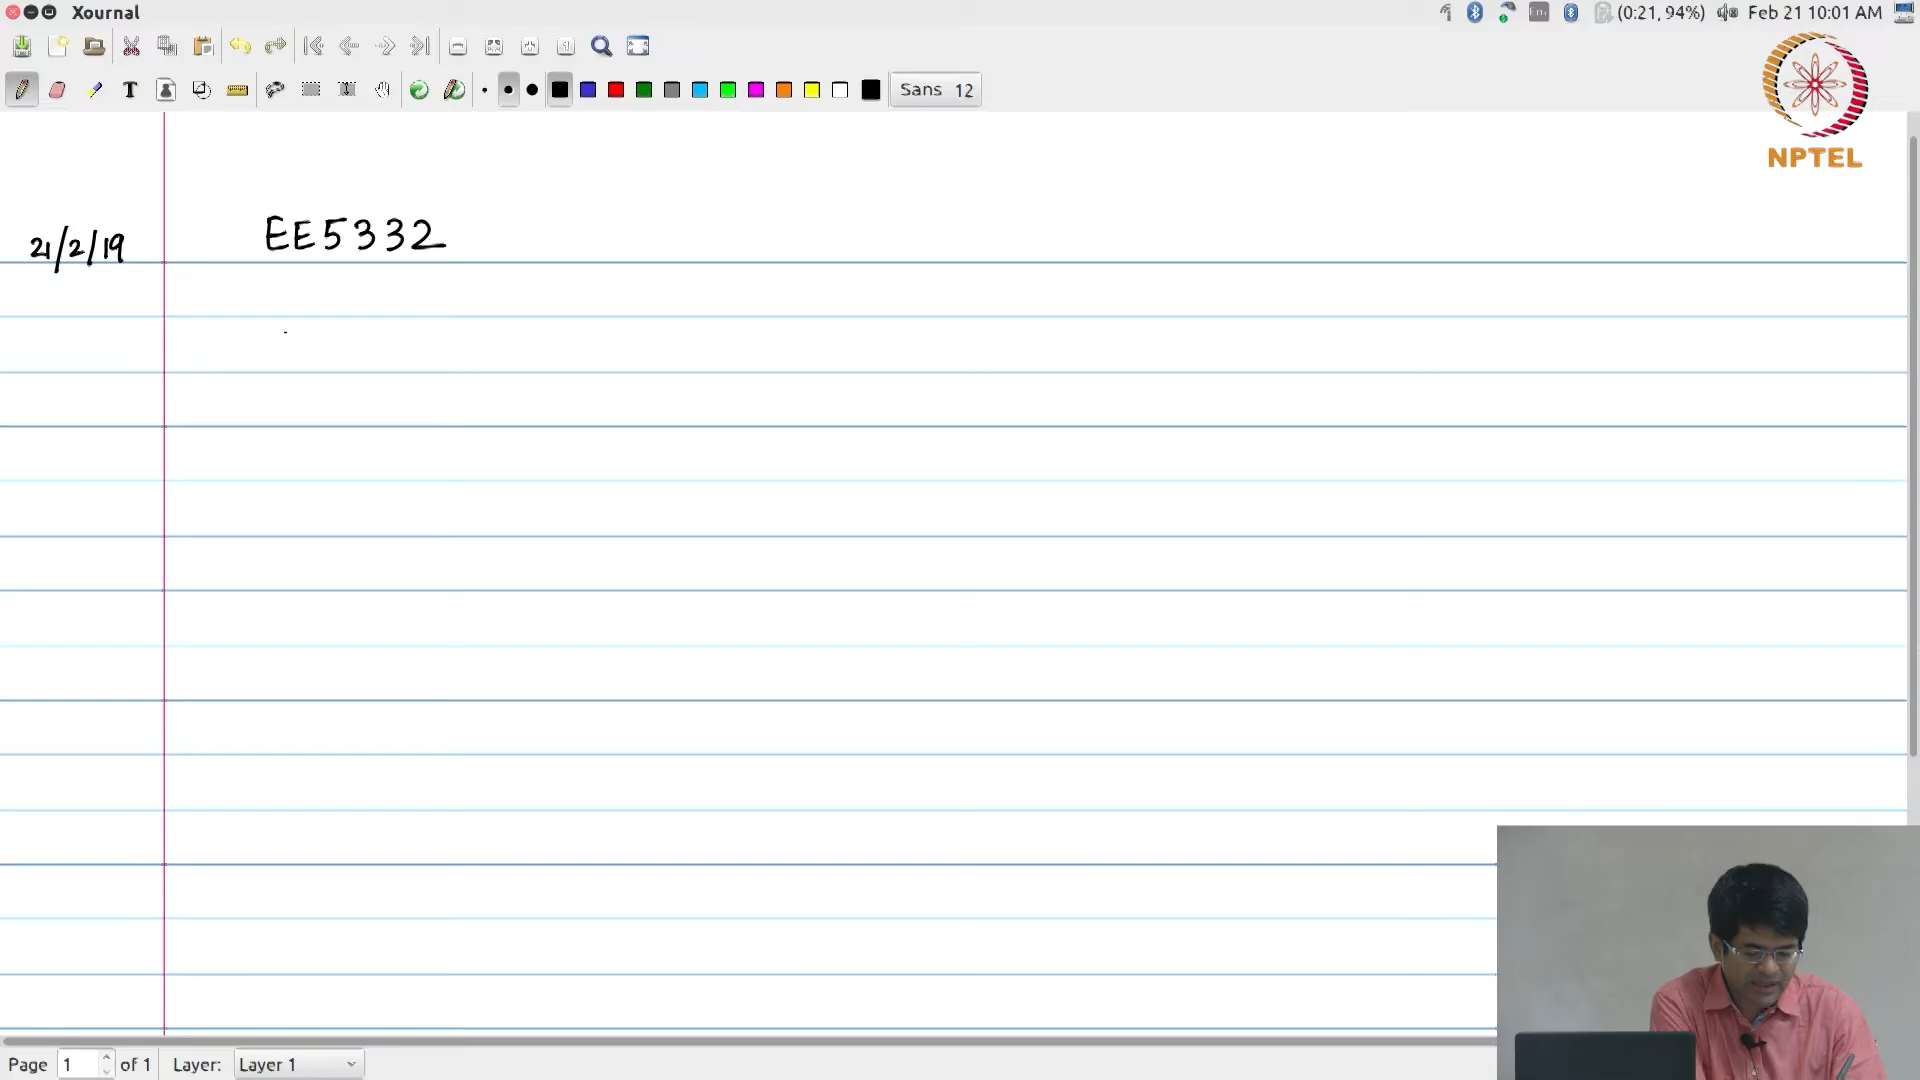 Xournal
(0:21, 94%) Feb 21 10:01 AM
Sans 12
NPTEL
21/2/19
EE5332
Page 1 of 1 Layer: Layer 1